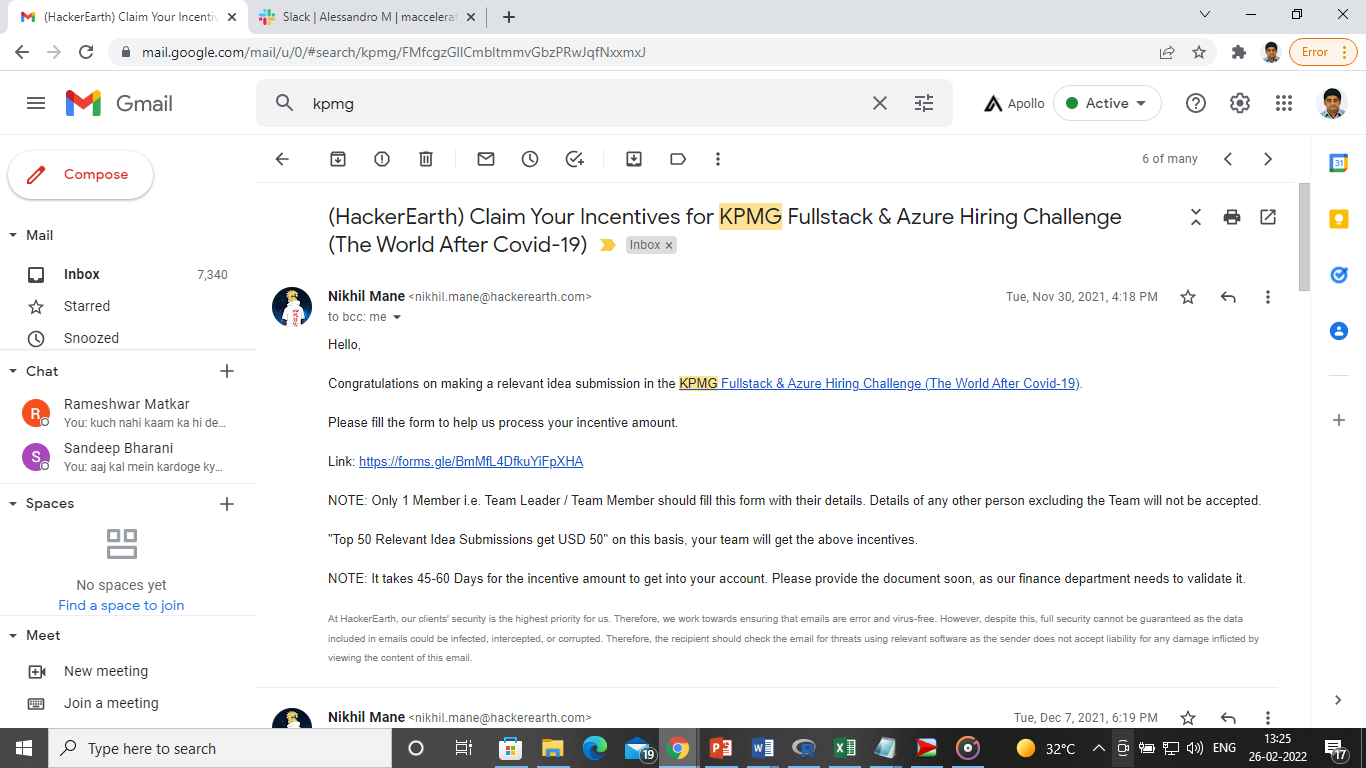 (HackerEarth) Claim Your Incentiv
Slack | Alessandro M | maccelerat
mail.google.com/mail/u/0/#search/kpmg/FMfcgzGllCmbltmmvGbzPRwJqfNxxmxJ
Error
Gmail
kpmg
Apollo
Active
Compose
6 of many
31
Mail
Inbox 7,340
Starred
Snoozed
Chat
R
Rameshwar Matkar
You: kuch nahi kaam ka hi de...
S
Sandeep Bharani
You: aaj kal mein kardoge ky...
Spaces
No spaces yet
Find a space to join
Meet
New meeting
Join a meeting
(HackerEarth) Claim Your Incentives for KPMG Fullstack & Azure Hiring Challenge
(The World After Covid-19) Inbox
Nikhil Mane <nikhil.mane@hackerearth.com> Tue, Nov 30, 2021, 4:18 PM
to bcc: me
Hello,
Congratulations on making a relevant idea submission in the KPMG Fullstack & Azure Hiring Challenge (The World After Covid-19).
Please fill the form to help us process your incentive amount.
Link: https://forms.gle/BmMfL4DfkuYiFpXHA
NOTE: Only 1 Member i.e. Team Leader / Team Member should fill this form with their details. Details of any other person excluding the Team will not be accepted.
"Top 50 Relevant Idea Submissions get USD 50" on this basis, your team will get the above incentives.
NOTE: It takes 45-60 Days for the incentive amount to get into your account. Please provide the document soon, as our finance department needs to validate it.
At HackerEarth, our clients' security is the highest priority for us. Therefore, we work towards ensuring that emails are error and virus-free. However, despite this, full security cannot be guaranteed as the data
included in emails could be infected, intercepted, or corrupted. Therefore, the recipient should check the email for threats using relevant software as the sender does not accept liability for any damage inflicted by
viewing the content of this email.
Nikhil Mane <nikhil.mane@hackerearth.com> Tue, Dec 7, 2021, 6:19 PM
Type here to search
19
32°C
ENG
13:25
26-02-2022
17